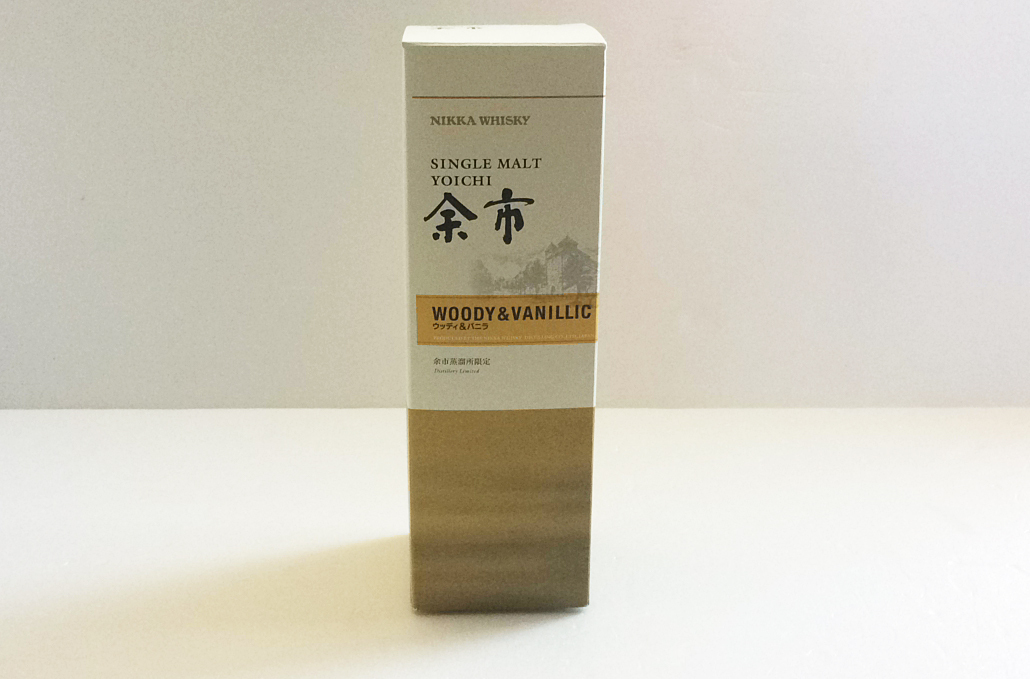 NIKKA WHISKY
SINGLE MALT
YOICHI
余市
WOODY&VANILLIC
ウッディ&バニラ
余市蒸溜所限定
Distillery Limited